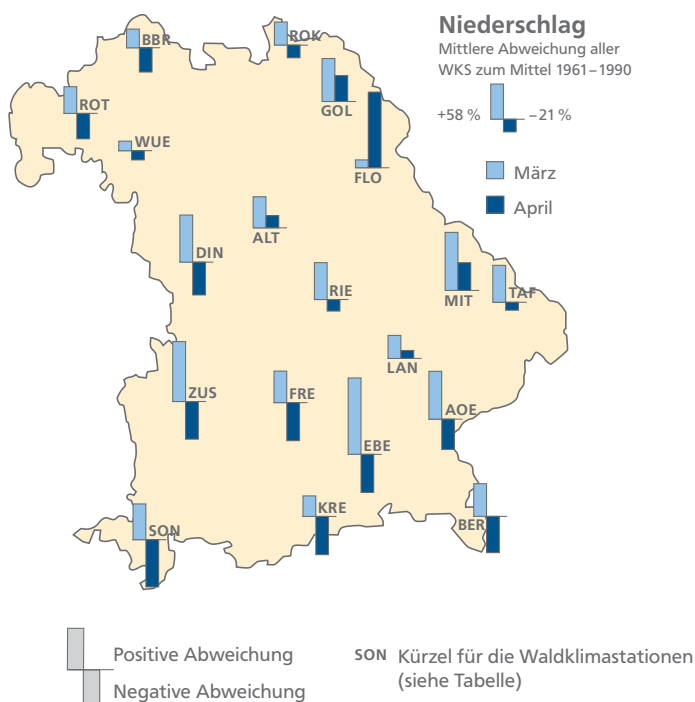 Niederschlag
Mittlere Abweichung aller
WKS zum Mittel 1961–1990
+58 %
–21 %
März
April
BBR
ROK
ROT
GOL
WUE
FLO
ALT
DIN
RIE
MIT
TAF
LAN
ZUS
FRE
AOE
EBE
KRE
BER
SON
Positive Abweichung
Negative Abweichung
SON Kürzel für die Waldklimastationen
(siehe Tabelle)